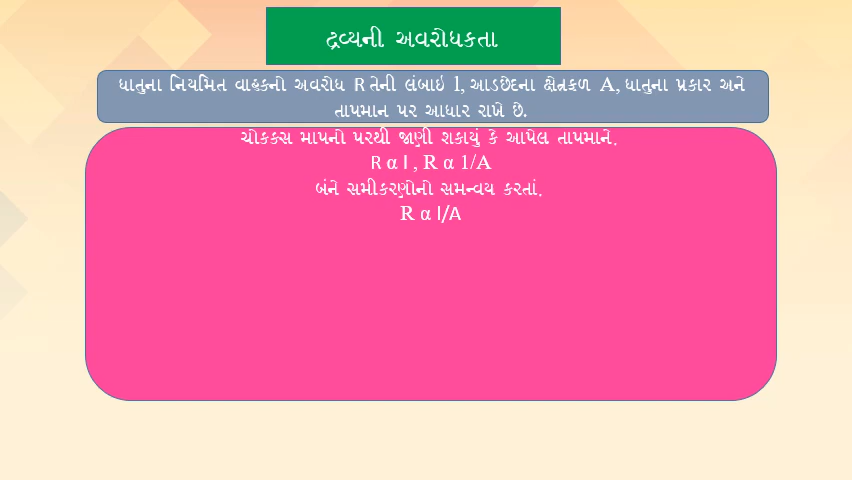 દ્રવ્યની અવરોધકતા
ધાતુના નિયમિત વાહકનો અવરોધ R તેની લંબાઇ l, આડછેદના ક્ષેત્રફળ A, ધાતુના પ્રકાર અને
તાપમાન પર આધાર રાખે છે.
ચોકકસ માપનો પરથી જાણી શકાયું કે આપેલ તાપમાને.
R α l , R α 1/A
બંને સમીકરણોનો સમન્વય કરતાં.
R α l/A